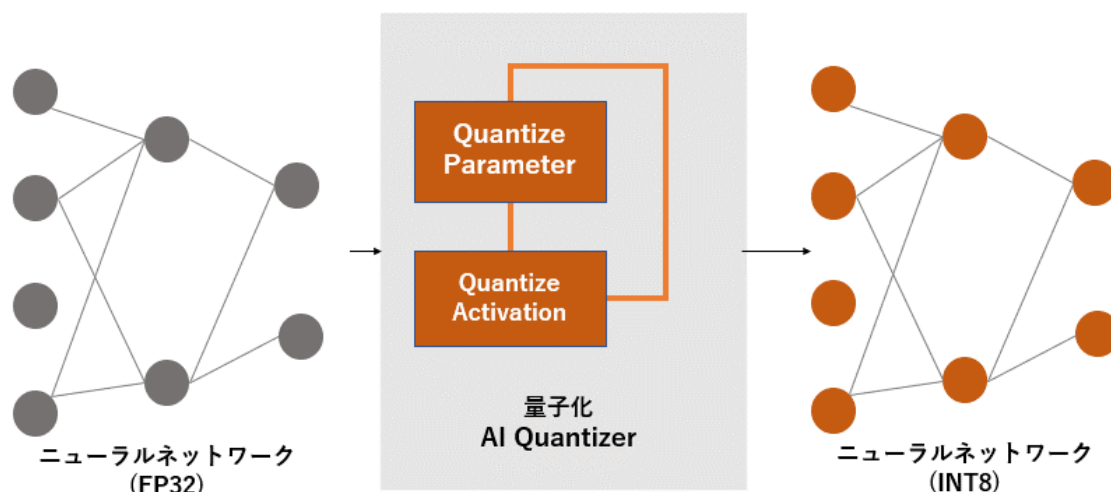 Quantize
Parameter
Quantize
Activation
量子化
AI Quantizer
ニューラルネットワーク
(FP32)
ニューラルネットワーク
(INT8)